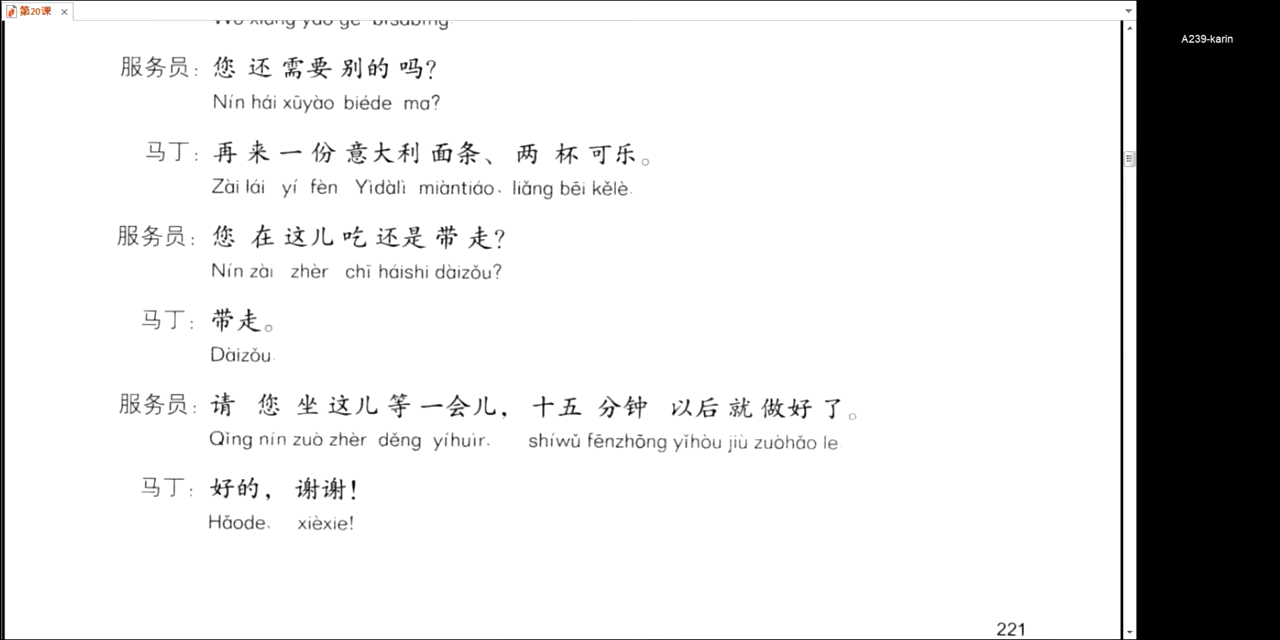 第20课
A239-karin
服务员：您还需要别的吗？
Nín hái xūyào biéde ma?
马丁：再来一份意大利面条、两杯可乐。
Zài lái yí fèn Yìdàlì miàntiáo、liǎng bēi kělè.
服务员：您在这儿吃还是带走？
Nín zài zhèr chī háishi dàizǒu?
马丁：带走。
Dàizǒu.
服务员：请您坐这儿等一会儿，十五分钟以后就做好了。
Qǐng nín zuò zhèr děng yíhuìr, shíwǔ fēnzhōng yǐhòu jiù zuòhǎo le.
马丁：好的，谢谢！
Hǎode, xièxie!
221